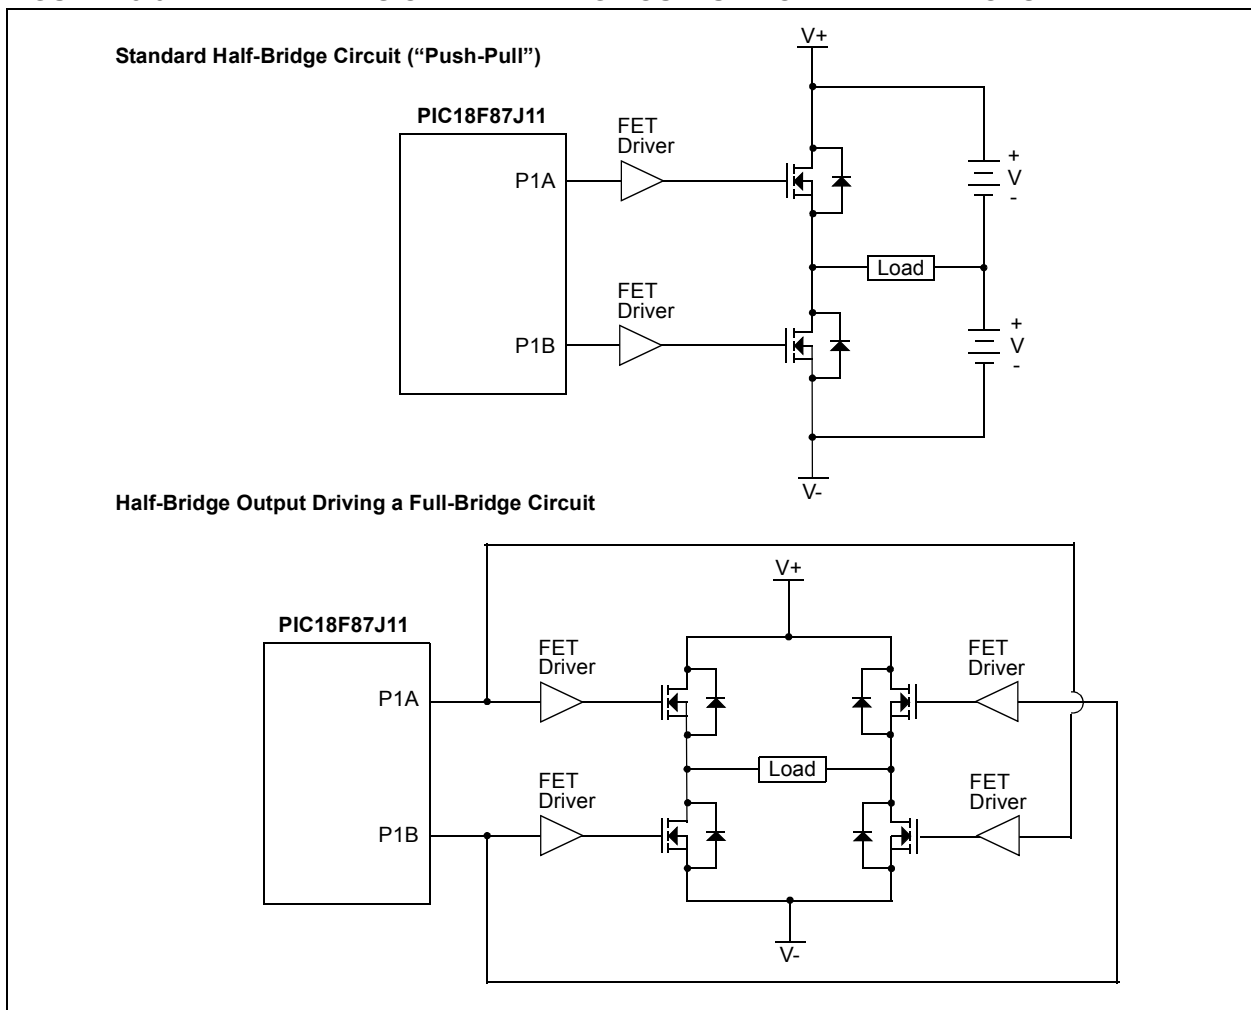 Standard Half-Bridge Circuit (“Push-Pull”)
V+
PIC18F87J11
FET
Driver
P1A
+
V
-
Load
FET
Driver
P1B
+
V
-
V-
Half-Bridge Output Driving a Full-Bridge Circuit
V+
PIC18F87J11
FET
Driver
FET
Driver
P1A
Load
FET
Driver
FET
Driver
P1B
V-